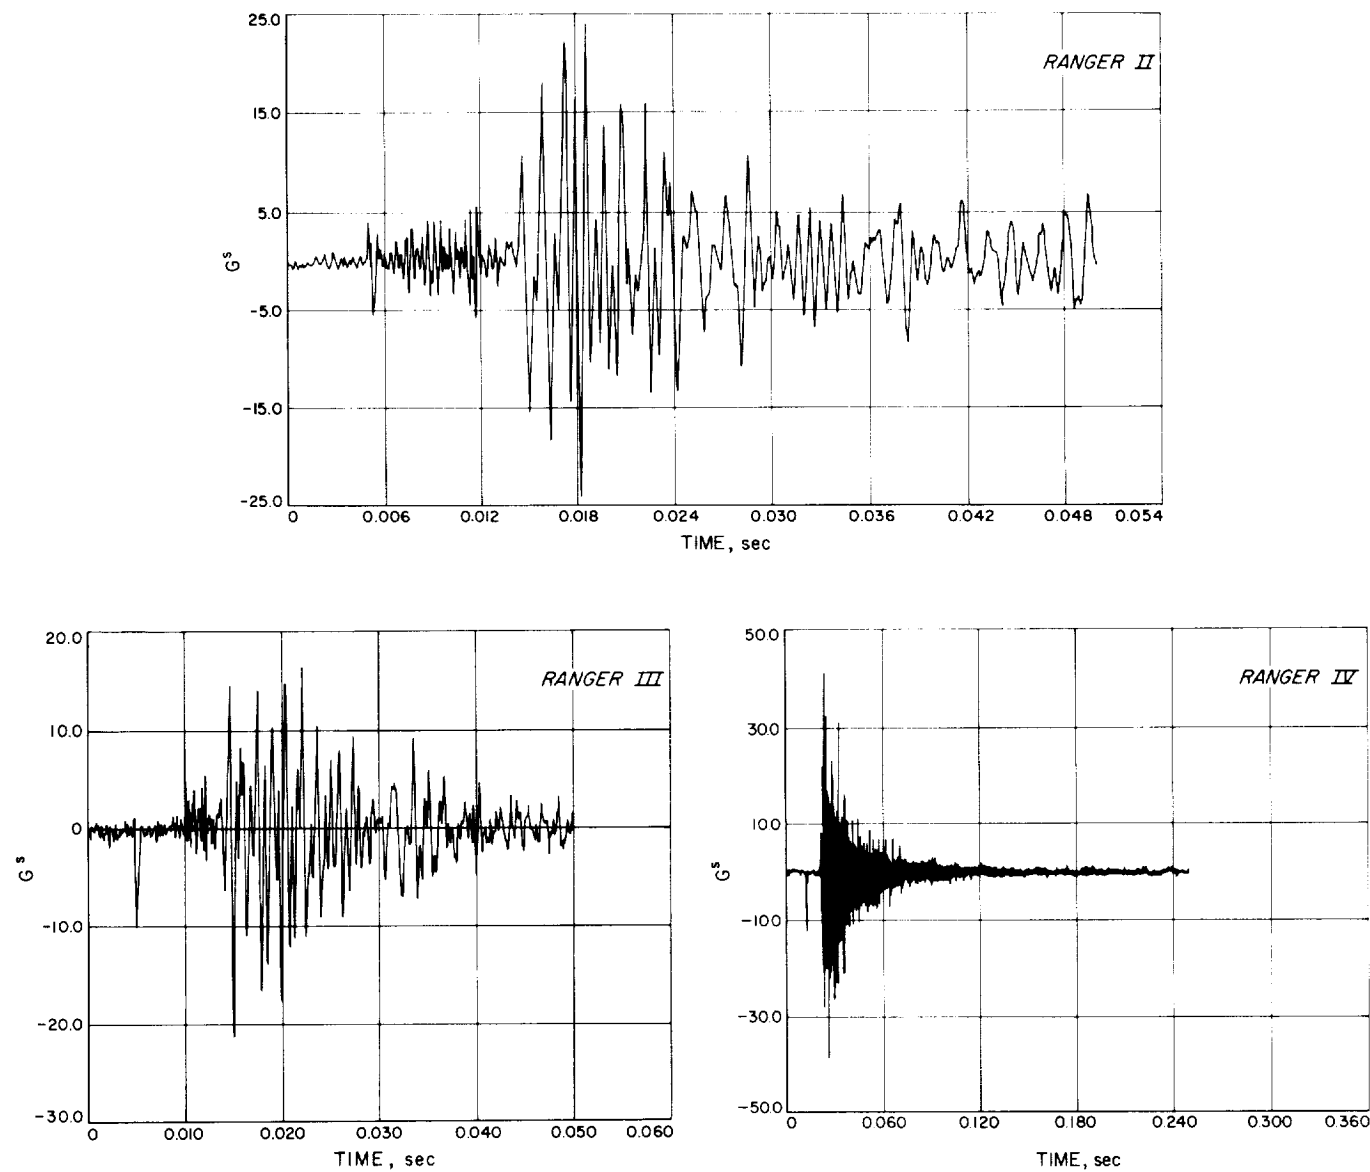 25.0
RANGER II
15.0
5.0
G's
-5.0
-15.0
-25.0
0 0.006 0.012 0.018 0.024 0.030 0.036 0.042 0.048 0.054
TIME, sec
20.0
RANGER III
10.0
0
G's
-10.0
-20.0
-30.0
0 0.010 0.020 0.030 0.040 0.050 0.060
TIME, sec
50.0
RANGER IV
30.0
10.0
G's
-10.0
-30.0
-50.0
0 0.060 0.120 0.180 0.240 0.300 0.360
TIME, sec